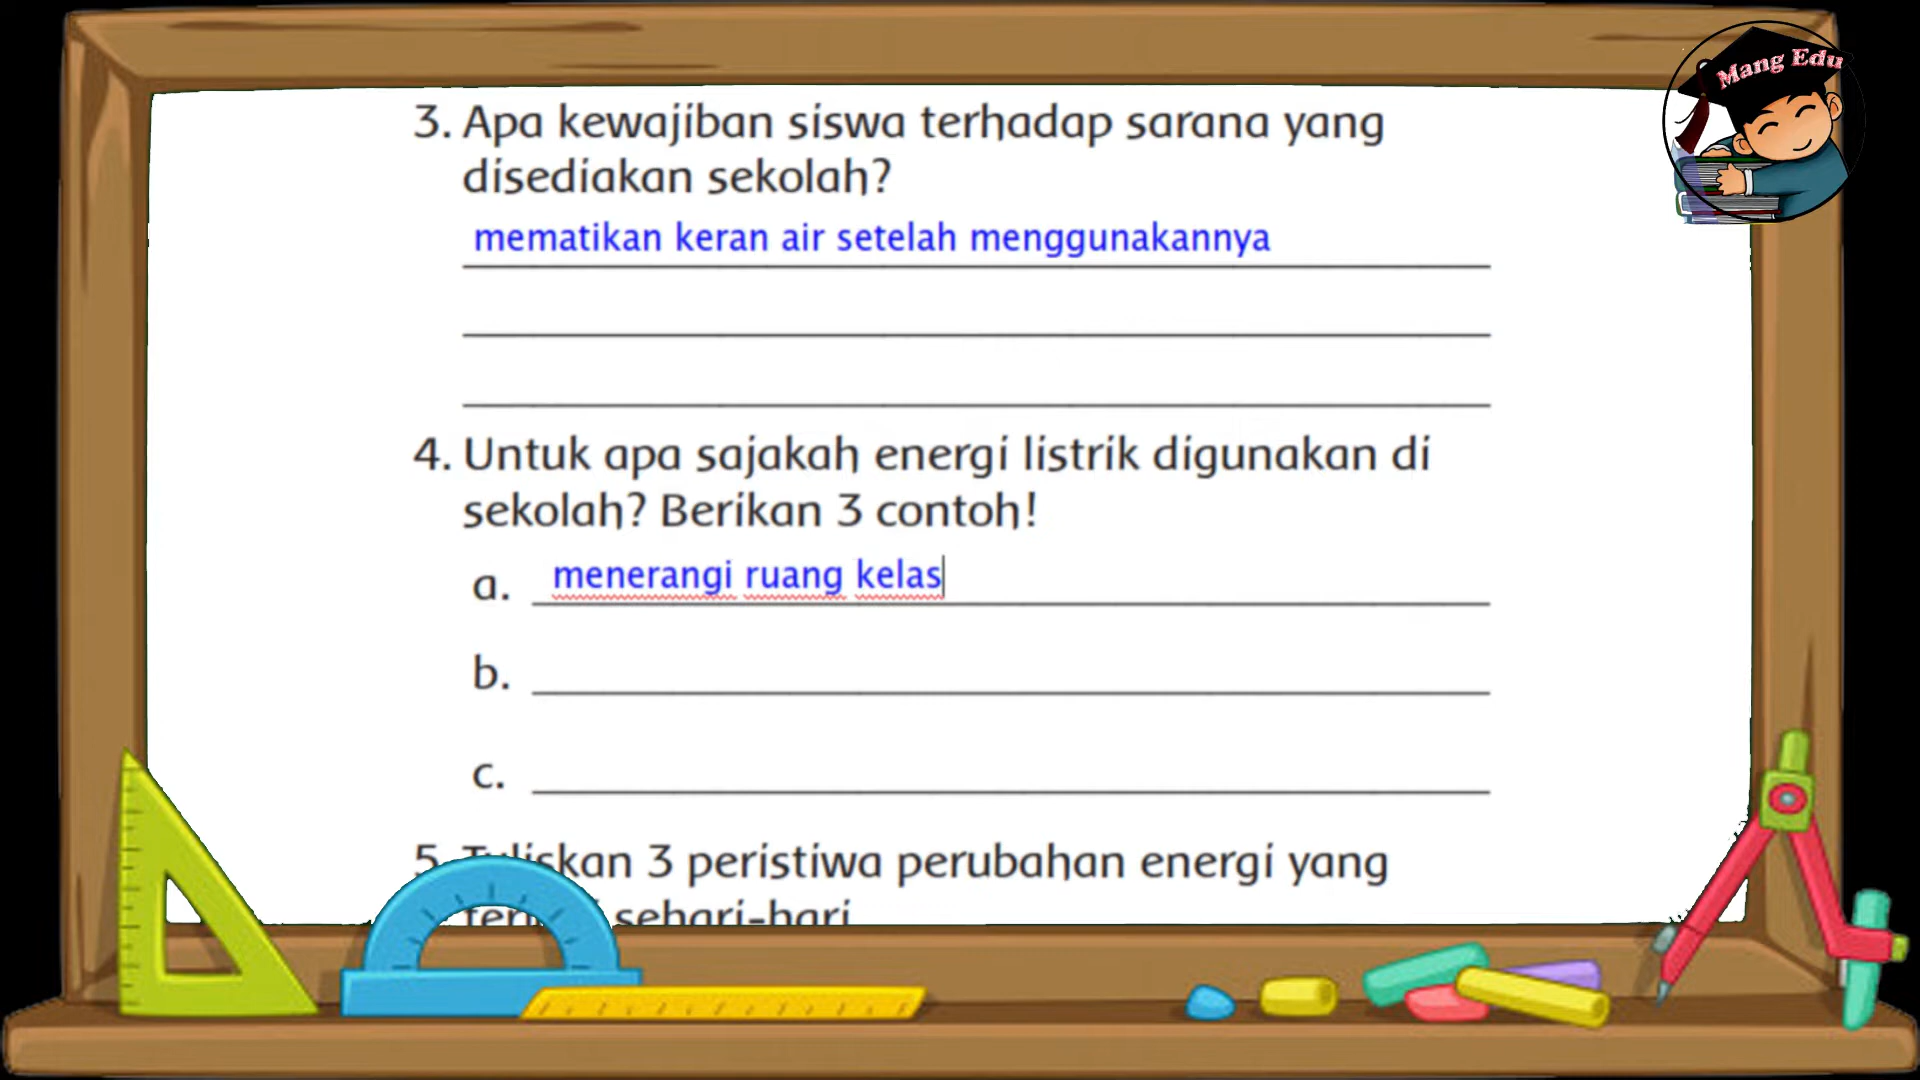 Mang Edu
3. Apa kewajiban siswa terhadap sarana yang
disediakan sekolah?
mematikan keran air setelah menggunakannya
4. Untuk apa sajakah energi listrik digunakan di
sekolah? Berikan 3 contoh!
a. menerangi ruang kelas
b.
c.
5. Tuliskan 3 peristiwa perubahan energi yang
sehari-hari